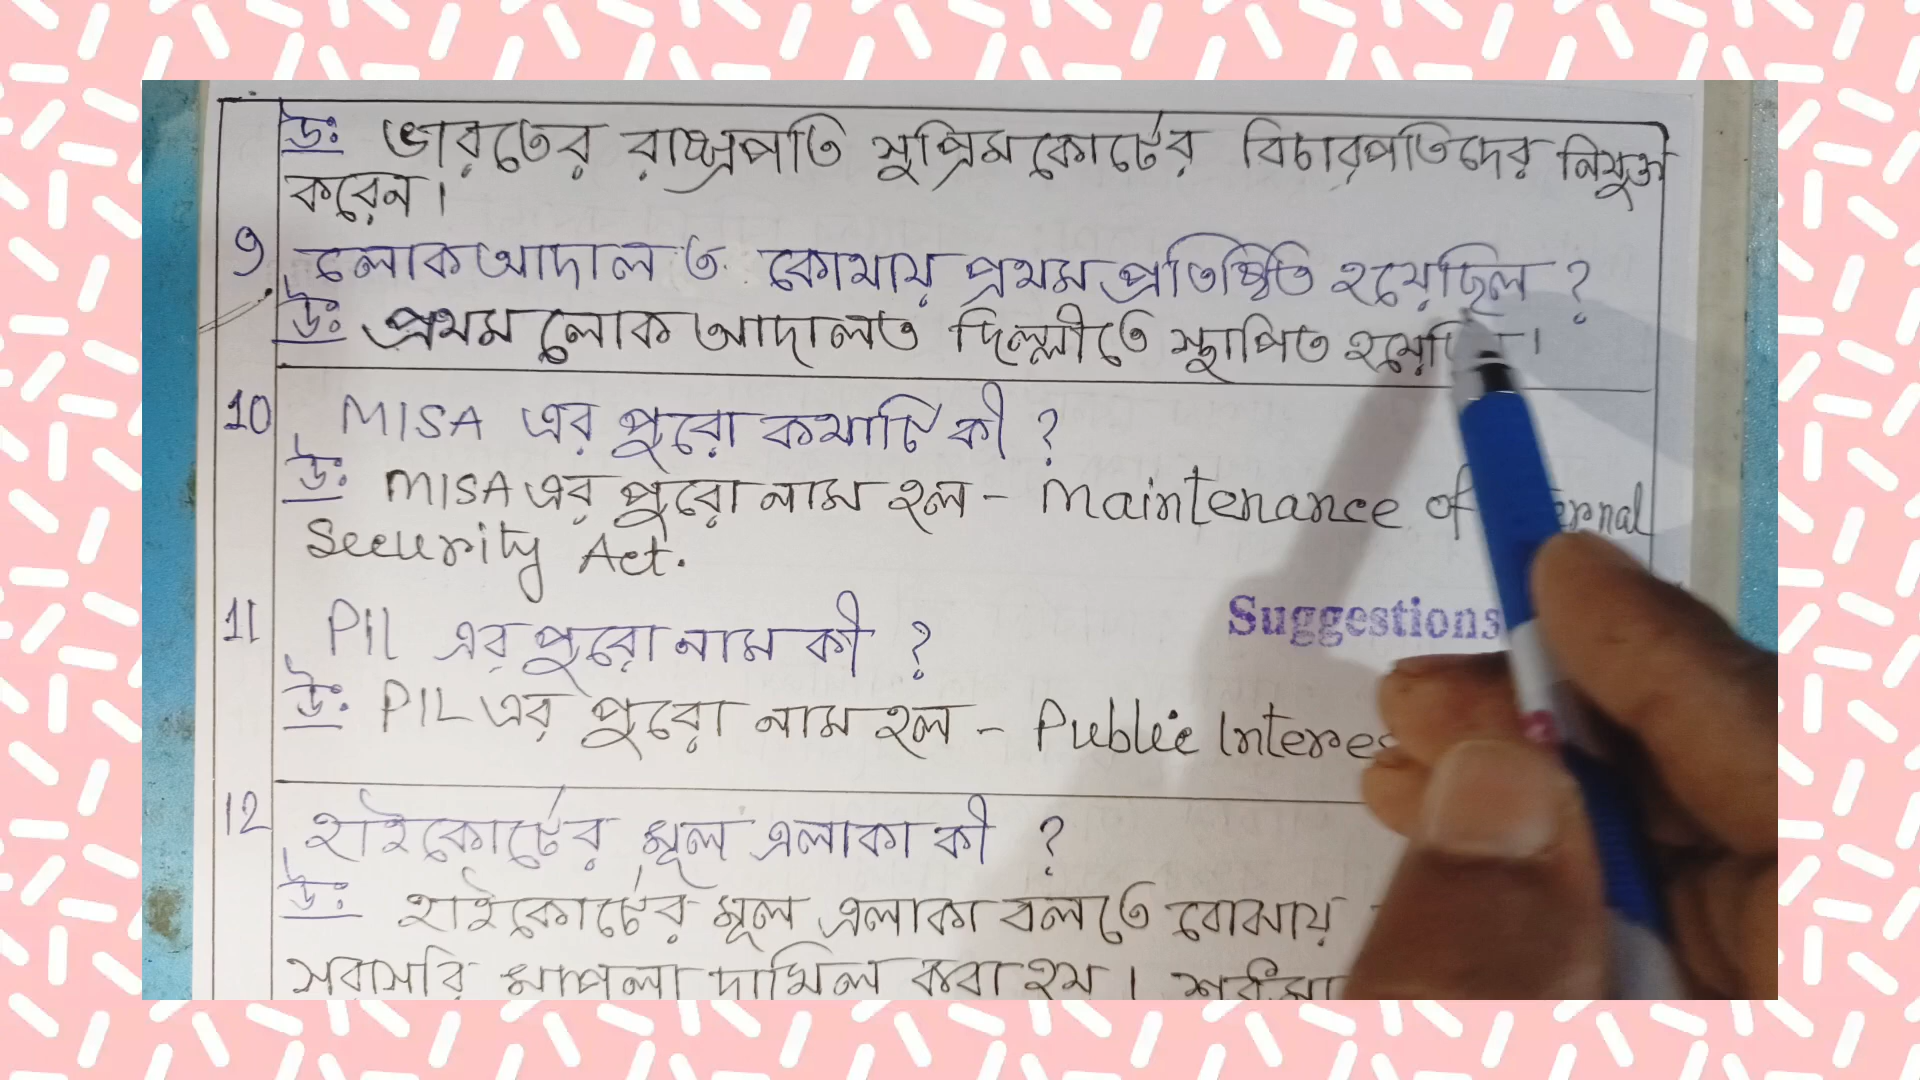 উঃ ভারতের রাষ্ট্রপতি সুপ্রিমকোর্টের বিচারপতিদের নিযুক্ত
করেন।
9 লোক আদালত কোথায় প্রথম প্রতিষ্ঠিত হয়েছিল ?
উঃ প্রথম লোক আদালত দিল্লীতে স্থাপিত
10 MISA এর পুরো কথাটি কী ?
উঃ MISA এর পুরো নাম হল - Maintenance of
Security Act.
11 PIL এর পুরো নাম কী ?
Suggestions
উঃ PIL এর পুরো নাম হল - Public
12 হাইকোর্টের মূল এলাকা কী ?
উঃ হাইকোর্টের মূল এলাকা বলতে বোঝায়
সরাসরি মামলা দাখিল করা হয়।